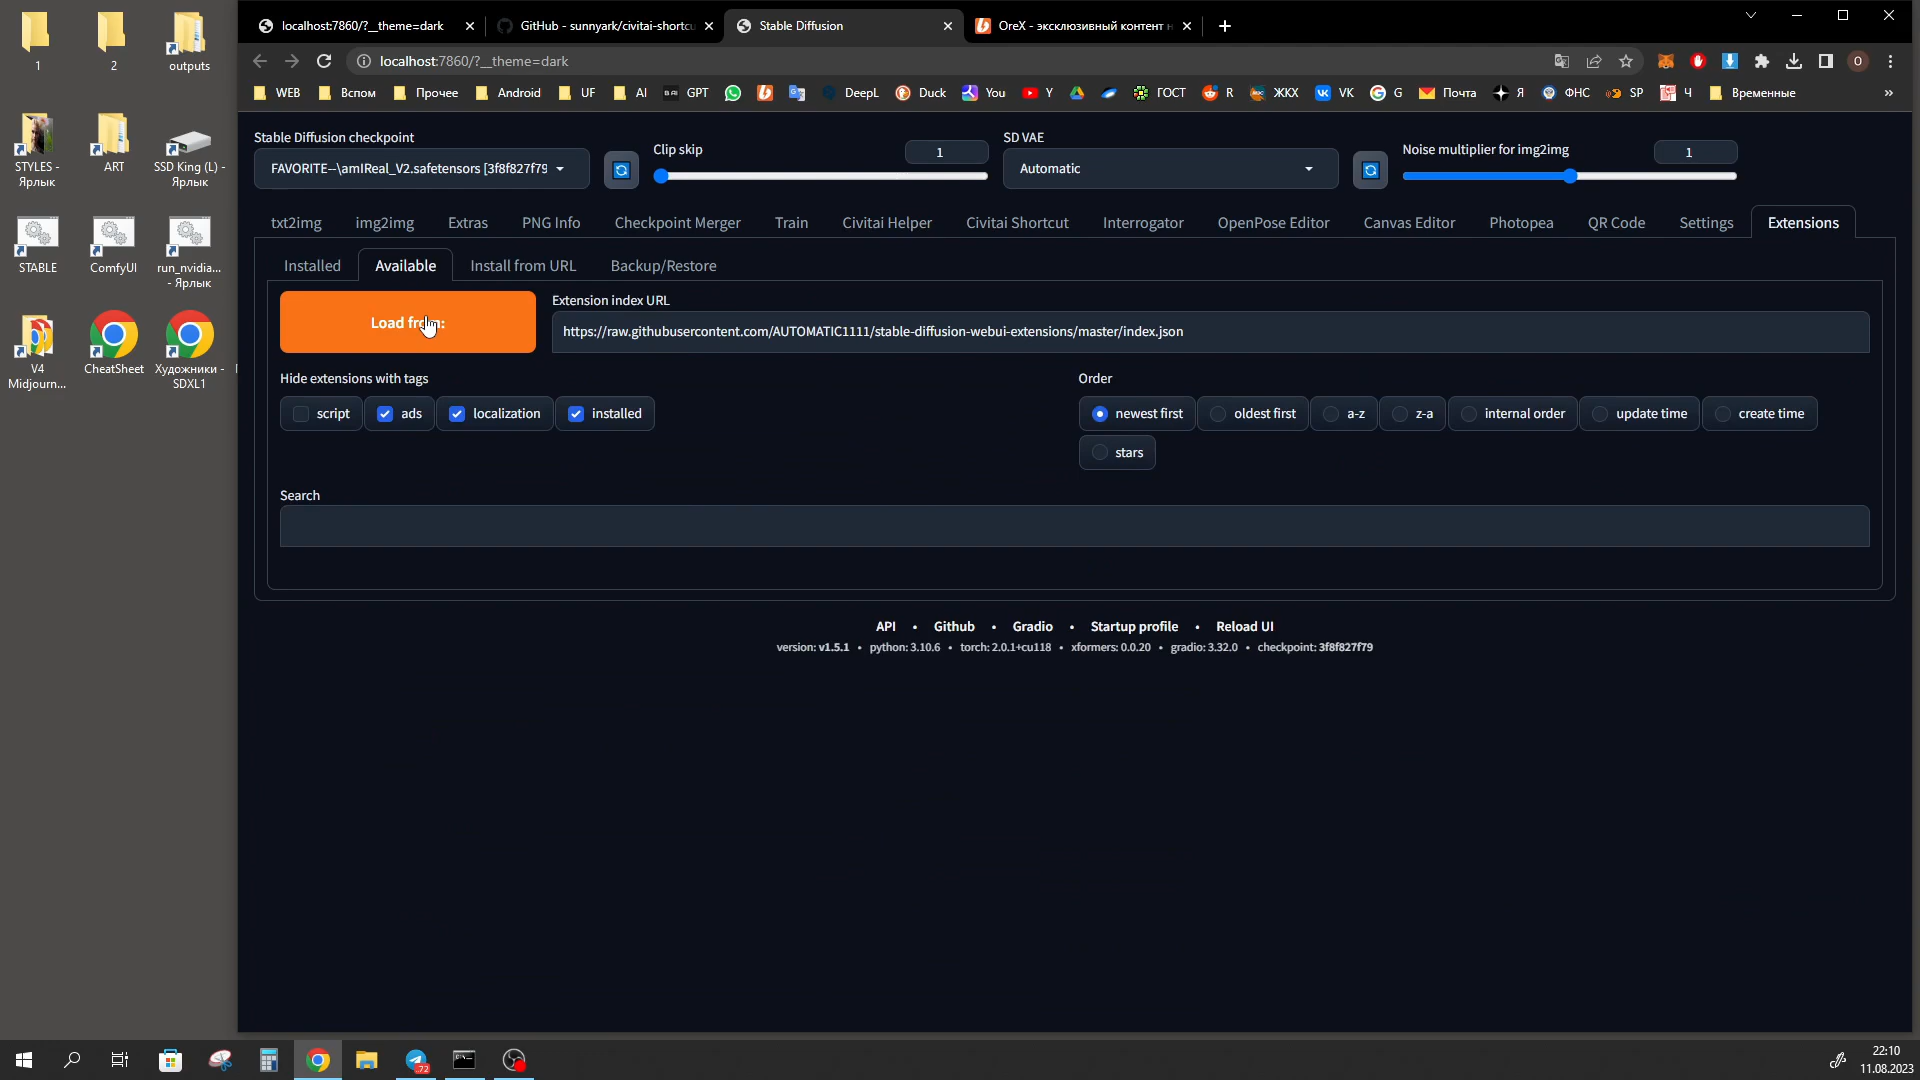 1
2
outputs
STYLES -
Ярлык
ART
SSD King (L) -
Ярлык
STABLE
ComfyUI
run_nvidia...
- Ярлык
V4
Midjourn...
CheatSheet
Художники -
SDXL1
localhost:7860/?__theme=dark
GitHub - sunnyark/civitai-shortcu
Stable Diffusion
OreX - эксклюзивный контент н
localhost:7860/?__theme=dark
O
WEB
Вспом
Прочее
Android
UF
AI
GPT
DeepL
Duck
You
Y
ГОСТ
R
ЖКХ
VK
G
Почта
Я
ФНС
SP
Ч
Временные
»
Stable Diffusion checkpoint
FAVORITE--\amIReal_V2.safetensors [3f8f827f79
Clip skip
1
SD VAE
Automatic
Noise multiplier for img2img
1
txt2img
img2img
Extras
PNG Info
Checkpoint Merger
Train
Civitai Helper
Civitai Shortcut
Interrogator
OpenPose Editor
Canvas Editor
Photopea
QR Code
Settings
Extensions
Installed
Available
Install from URL
Backup/Restore
Load from:
Extension index URL
https://raw.githubusercontent.com/AUTOMATIC1111/stable-diffusion-webui-extensions/master/index.json
Hide extensions with tags
script
ads
localization
installed
Order
newest first
oldest first
a-z
z-a
internal order
update time
create time
stars
Search
API • Github • Gradio • Startup profile • Reload UI
version: v1.5.1 • python: 3.10.6 • torch: 2.0.1+cu118 • xformers: 0.0.20 • gradio: 3.32.0 • checkpoint: 3f8f827f79
72
22:10
11.08.2023